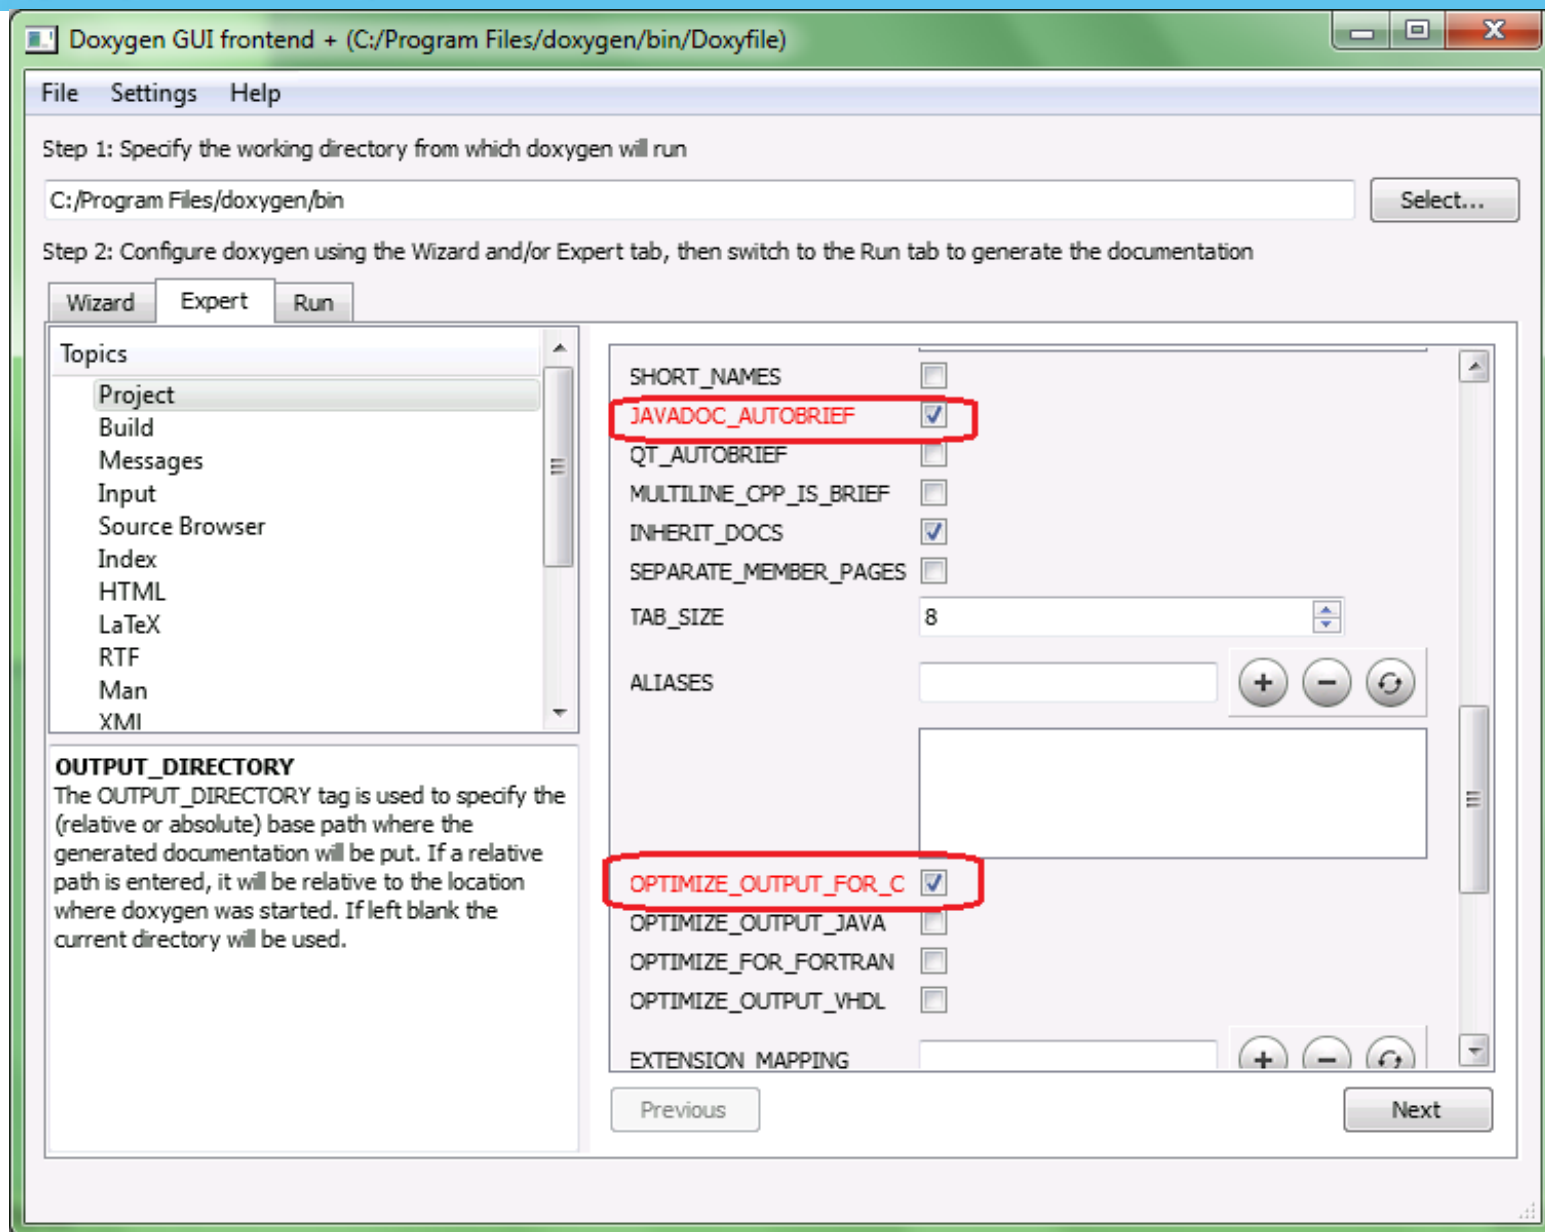 Doxygen GUI frontend + (C:/Program Files/doxygen/bin/Doxyfile)
File Settings Help
Step 1: Specify the working directory from which doxygen will run
C:/Program Files/doxygen/bin
Select...
Step 2: Configure doxygen using the Wizard and/or Expert tab, then switch to the Run tab to generate the documentation
Wizard Expert Run
Topics
Project
Build
Messages
Input
Source Browser
Index
HTML
LaTeX
RTF
Man
XML
OUTPUT_DIRECTORY
The OUTPUT_DIRECTORY tag is used to specify the
(relative or absolute) base path where the
generated documentation will be put. If a relative
path is entered, it will be relative to the location
where doxygen was started. If left blank the
current directory will be used.
SHORT_NAMES
JAVADOC_AUTOBRIEF
QT_AUTOBRIEF
MULTILINE_CPP_IS_BRIEF
INHERIT_DOCS
SEPARATE_MEMBER_PAGES
TAB_SIZE 8
ALIASES
OPTIMIZE_OUTPUT_FOR_C
OPTIMIZE_OUTPUT_JAVA
OPTIMIZE_FOR_FORTRAN
OPTIMIZE_OUTPUT_VHDL
EXTENSION_MAPPING
Previous
Next